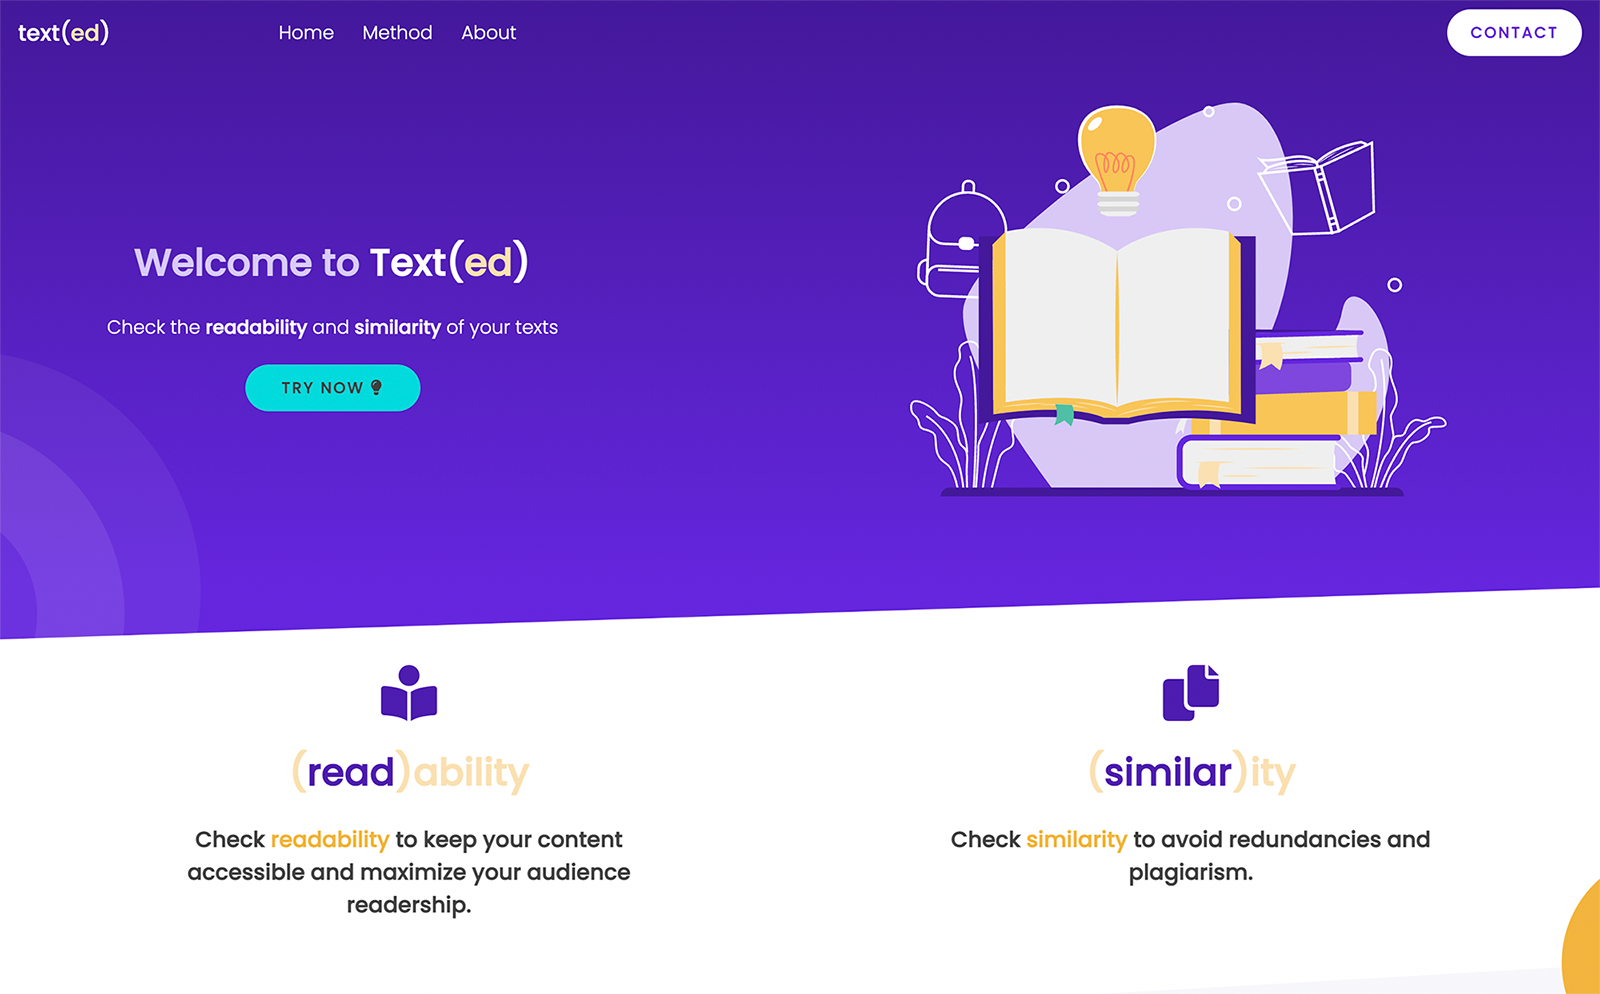 text(ed)
Home
Method
About
CONTACT
Welcome to Text(ed)
Check the readability and similarity of your texts
TRY NOW
(read)ability
Check readability to keep your content
accessible and maximize your audience
readership.
(similar)ity
Check similarity to avoid redundancies and
plagiarism.